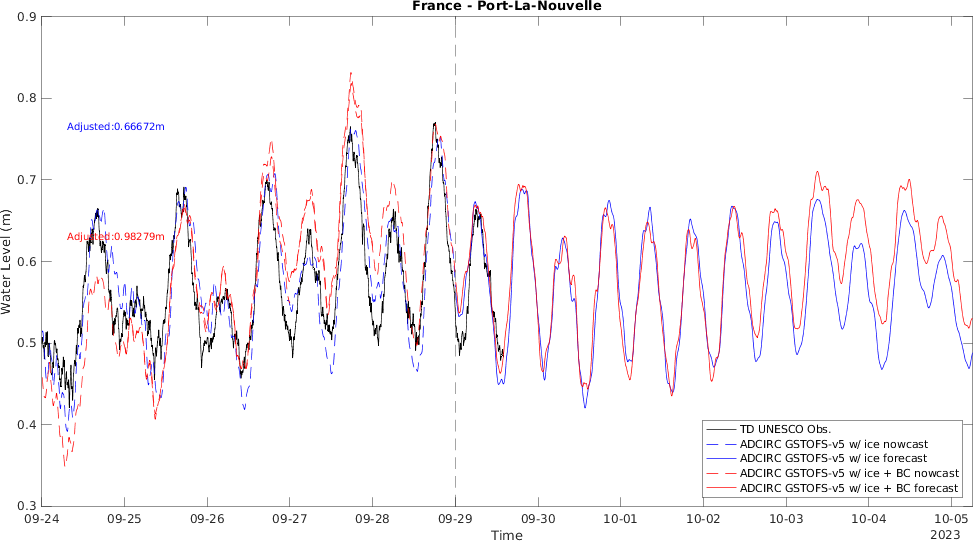 France - Port-La-Nouvelle
Water Level (m)
0.9
0.8
0.7
0.6
0.5
0.4
0.3
Adjusted:0.66672m
Adjusted:0.98279m
TD UNESCO Obs.
ADCIRC GSTOFS-v5 w/ ice nowcast
ADCIRC GSTOFS-v5 w/ ice forecast
ADCIRC GSTOFS-v5 w/ ice + BC nowcast
ADCIRC GSTOFS-v5 w/ ice + BC forecast
09-24 09-25 09-26 09-27 09-28 09-29 09-30 10-01 10-02 10-03 10-04 10-05
Time
2023